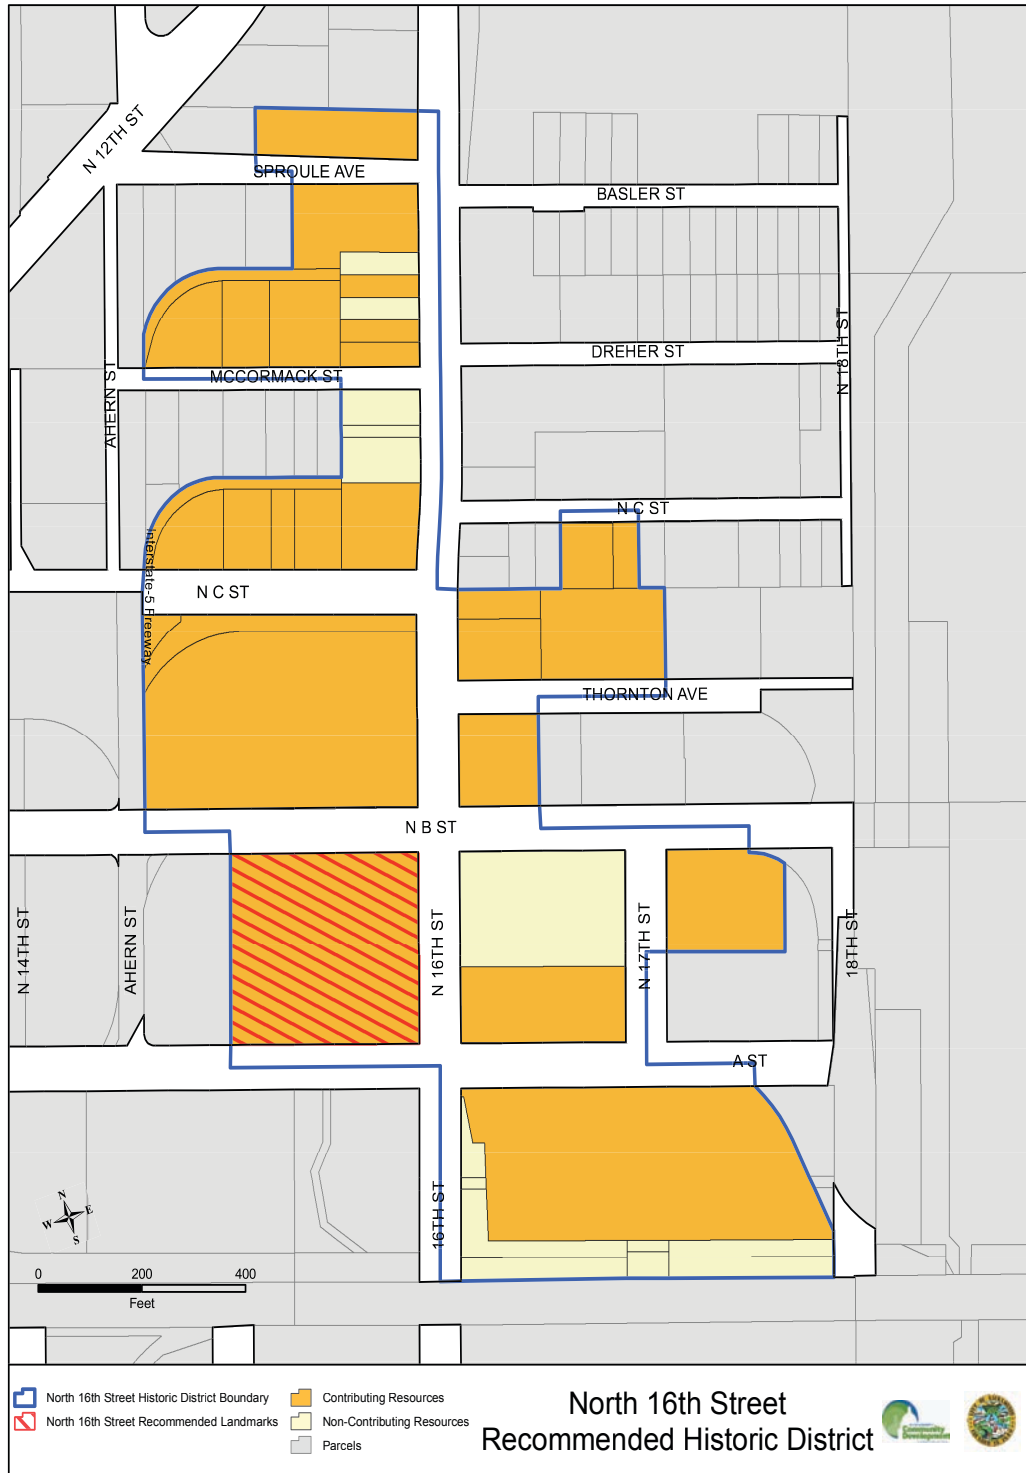 N 12TH ST
SPROULE AVE
BASLER ST
N 18TH ST
DREHER ST
MCCORMACK ST
AHERN ST
N C ST
Interstate-5 Freeway
N C ST
THORNTON AVE
N B ST
N 14TH ST
AHERN ST
N 16TH ST
N 17TH ST
18TH ST
A ST
16TH ST
N
W E
S
0 200 400
Feet
North 16th Street Historic District Boundary
North 16th Street Recommended Landmarks
Contributing Resources
Non-Contributing Resources
Parcels
North 16th Street
Recommended Historic District
Community
Development